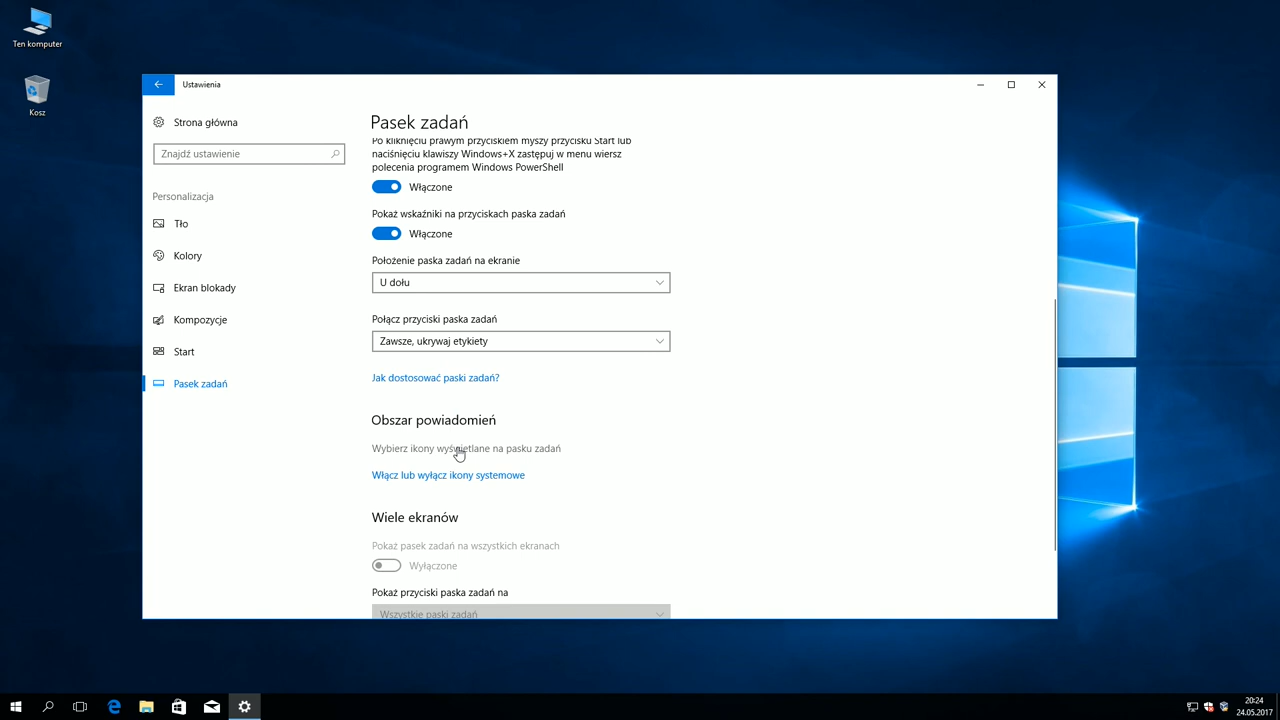 Ten komputer
Kosz
Ustawienia
Strona główna
Znajdź ustawienie
Personalizacja
Tło
Kolory
Ekran blokady
Kompozycje
Start
Pasek zadań
Pasek zadań
Po kliknięciu prawym przyciskiem myszy przycisku Start lub
naciśnięciu klawiszy Windows+X zastępuj w menu wiersz
polecenia programem Windows PowerShell
Włączone
Pokaż wskaźniki na przyciskach paska zadań
Włączone
Położenie paska zadań na ekranie
U dołu
Połącz przyciski paska zadań
Zawsze, ukrywaj etykiety
Jak dostosować paski zadań?
Obszar powiadomień
Wybierz ikony wyświetlane na pasku zadań
Włącz lub wyłącz ikony systemowe
Wiele ekranów
Pokaż pasek zadań na wszystkich ekranach
Wyłączone
Pokaż przyciski paska zadań na
Wszystkie paski zadań
20:24
24.05.2017